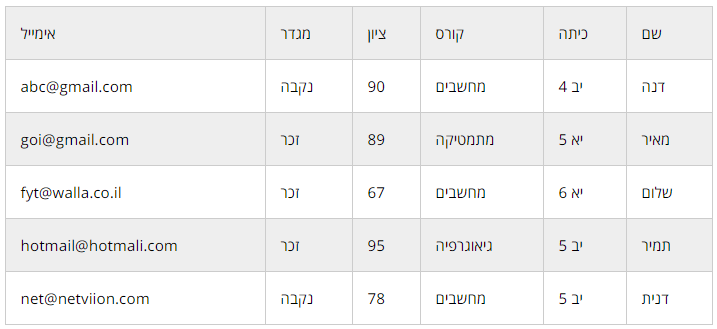 שם כיתה קורס ציון מגדר אימייל
דנה יב 4 מחשבים 90 נקבה abc@gmail.com
מאיר יא 5 מתמטיקה 89 זכר goi@gmail.com
שלום יא 6 מחשבים 67 זכר fyt@walla.co.il
תמיר יב 5 גיאוגרפיה 95 זכר hotmail@hotmali.com
דנית יב 5 מחשבים 78 נקבה net@netviion.com